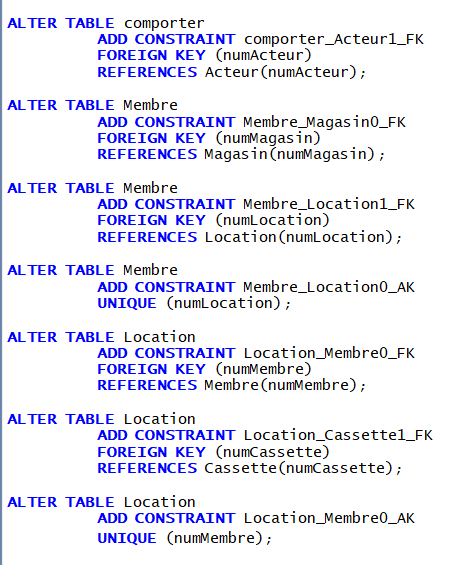 ALTER TABLE comporter
ADD CONSTRAINT comporter_Acteur1_FK
FOREIGN KEY (numActeur)
REFERENCES Acteur(numActeur);
ALTER TABLE Membre
ADD CONSTRAINT Membre_Magasin0_FK
FOREIGN KEY (numMagasin)
REFERENCES Magasin(numMagasin);
ALTER TABLE Membre
ADD CONSTRAINT Membre_Location1_FK
FOREIGN KEY (numLocation)
REFERENCES Location(numLocation);
ALTER TABLE Membre
ADD CONSTRAINT Membre_Location0_AK
UNIQUE (numLocation);
ALTER TABLE Location
ADD CONSTRAINT Location_Membre0_FK
FOREIGN KEY (numMembre)
REFERENCES Membre(numMembre);
ALTER TABLE Location
ADD CONSTRAINT Location_Cassette1_FK
FOREIGN KEY (numCassette)
REFERENCES Cassette(numCassette);
ALTER TABLE Location
ADD CONSTRAINT Location_Membre0_AK
UNIQUE (numMembre);